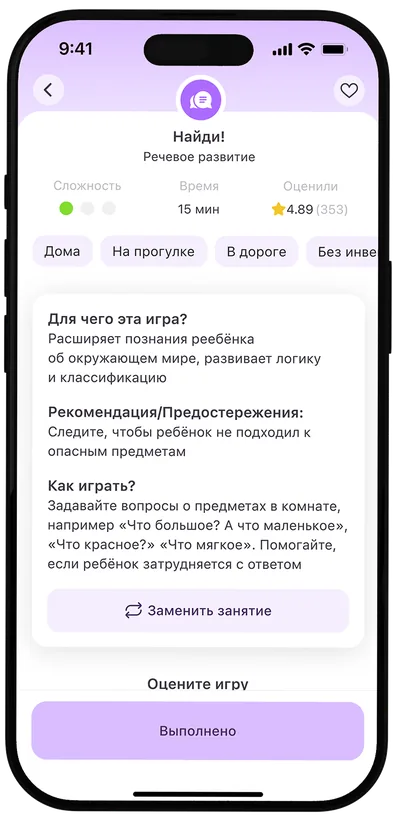 9:41
Найди!
Речевое развитие
Сложность Время Оценили
15 мин 4.89 (353)
Дома На прогулке В дороге Без инве
Для чего эта игра?
Расширяет познания реебёнка
об окружающем мире, развивает логику
и классификацию
Рекомендация/Предостережения:
Следите, чтобы ребёнок не подходил к
опасным предметам
Как играть?
Задавайте вопросы о предметах в комнате,
например «Что большое? А что маленькое»,
«Что красное?» «Что мягкое». Помогайте,
если ребёнок затрудняется с ответом
Заменить занятие
Оцените игру
Выполнено